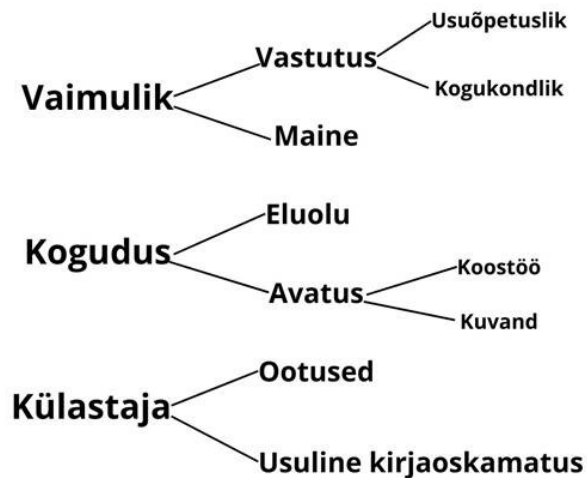 Vaimulik
Vastutus
Usuõpetuslik
Kogukondlik
Maine
Kogudus
Eluolu
Avatus
Koostöö
Kuvand
Külastaja
Ootused
Usuline kirjaoskamatus